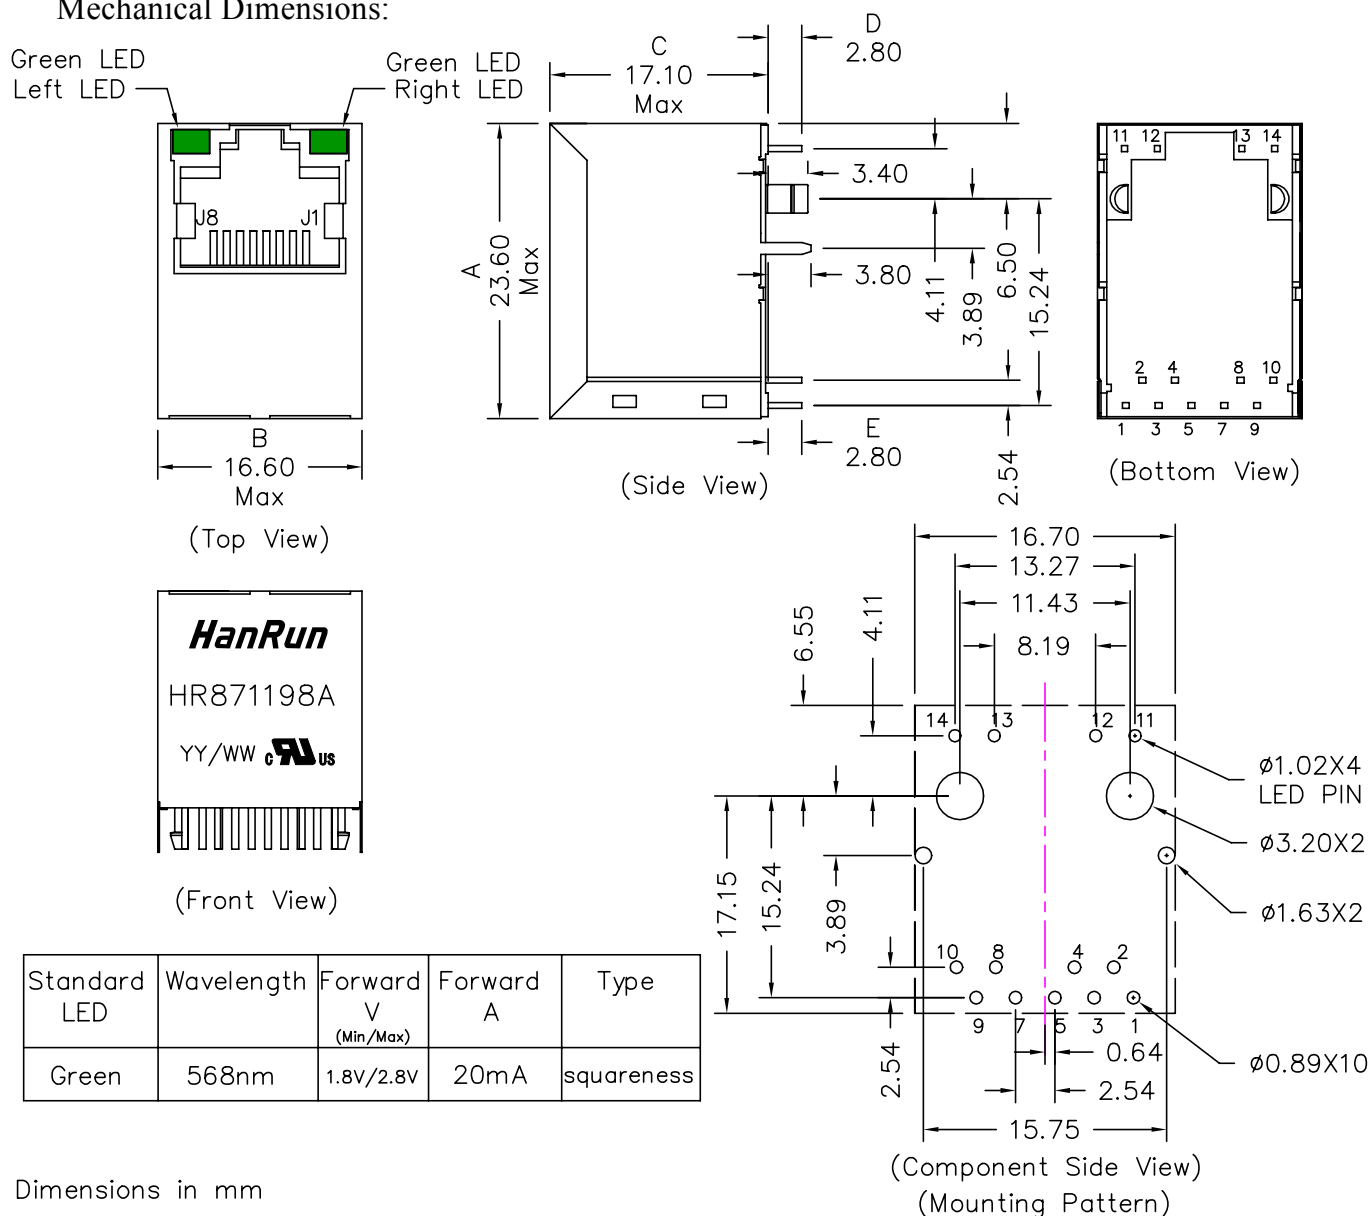 Mechanical Dimensions:
Green LED
Left LED
Green LED
Right LED
J8
J1
B
16.60
Max
(Top View)
C
17.10
Max
D
2.80
A
23.60
Max
3.40
3.80
4.11
3.89
6.50
15.24
2.54
E
2.80
(Side View)
11 12 13 14
2 4 8 10
1 3 5 7 9
(Bottom View)
HanRun
HR871198A
YY/WW c RU US
(Front View)
16.70
13.27
11.43
8.19
6.55
4.11
14 13 12 11
ø1.02X4
LED PIN
ø3.20X2
ø1.63X2
17.15
15.24
3.89
10 8 4 2
9 7 5 3 1
2.54
0.64
ø0.89X10
2.54
15.75
(Component Side View)
(Mounting Pattern)
Standard LED Wavelength Forward V (Min/Max) Forward A Type
Green 568nm 1.8V/2.8V 20mA squareness
Dimensions in mm